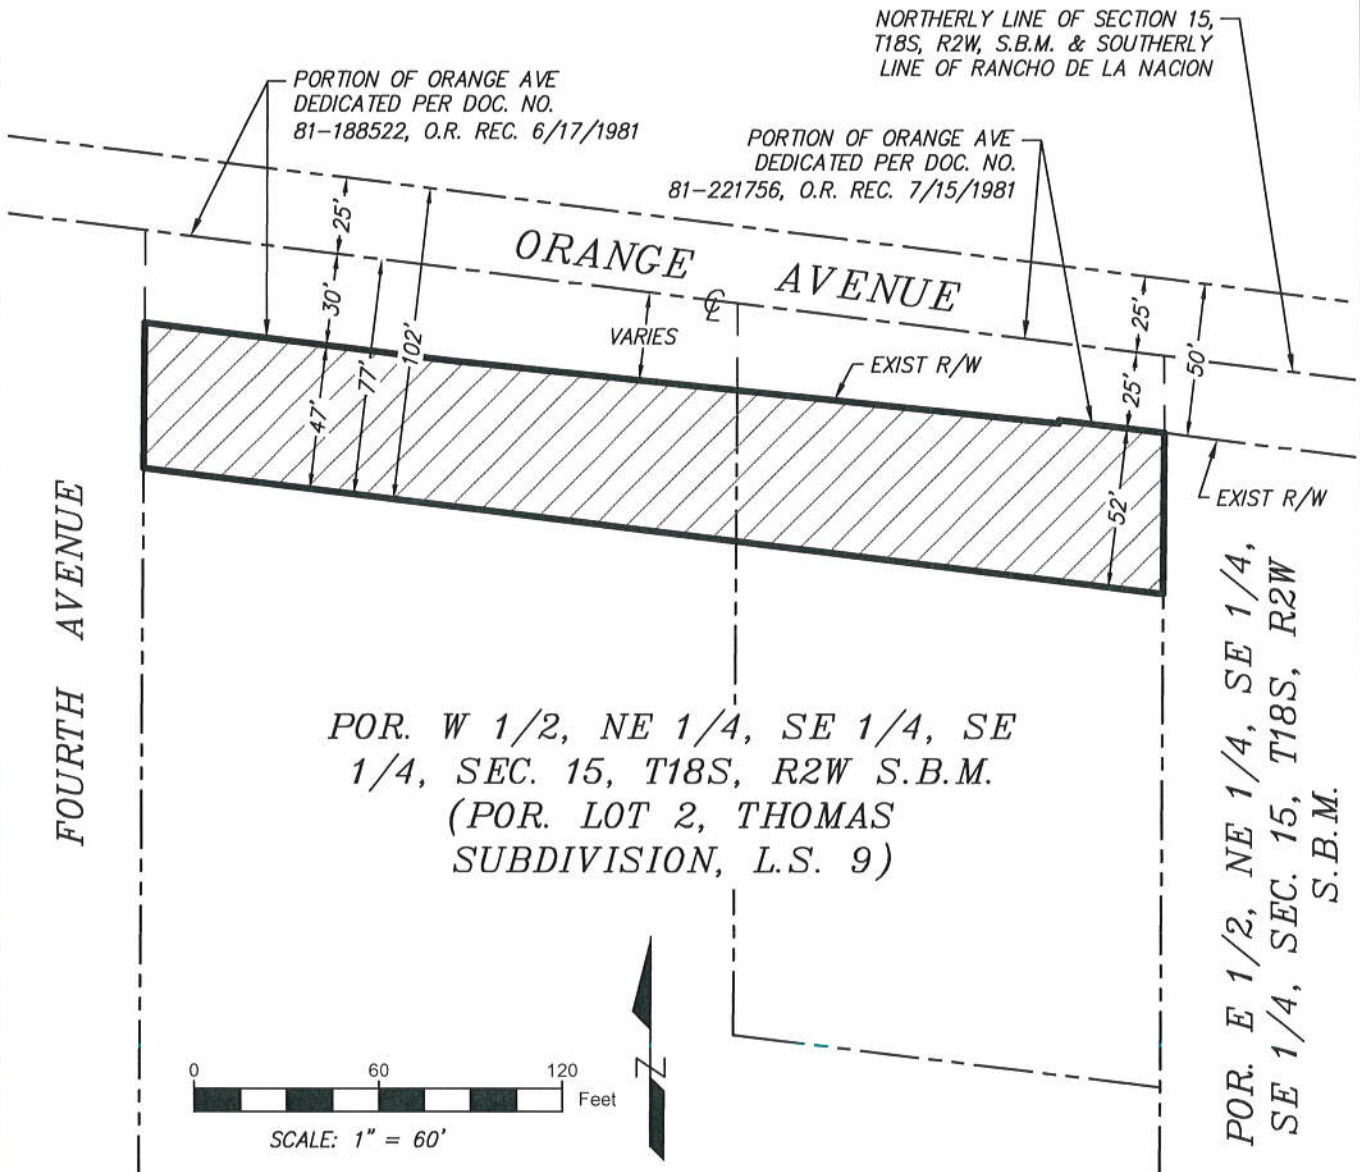 NORTHERLY LINE OF SECTION 15,
T18S, R2W, S.B.M. & SOUTHERLY
LINE OF RANCHO DE LA NACION
PORTION OF ORANGE AVE
DEDICATED PER DOC. NO.
81-188522, O.R. REC. 6/17/1981
PORTION OF ORANGE AVE
DEDICATED PER DOC. NO.
81-221756, O.R. REC. 7/15/1981
25'
30'
47'
77'
102'
ORANGE AVENUE
℄
VARIES
EXIST R/W
25'
25'
50'
52'
EXIST R/W
FOURTH AVENUE
POR. W 1/2, NE 1/4, SE 1/4, SE
1/4, SEC. 15, T18S, R2W S.B.M.
(POR. LOT 2, THOMAS
SUBDIVISION, L.S. 9)
POR. E 1/2, NE 1/4, SE 1/4,
SE 1/4, SEC. 15, T18S, R2W
S.B.M.
0 60 120
Feet
SCALE: 1" = 60'
N